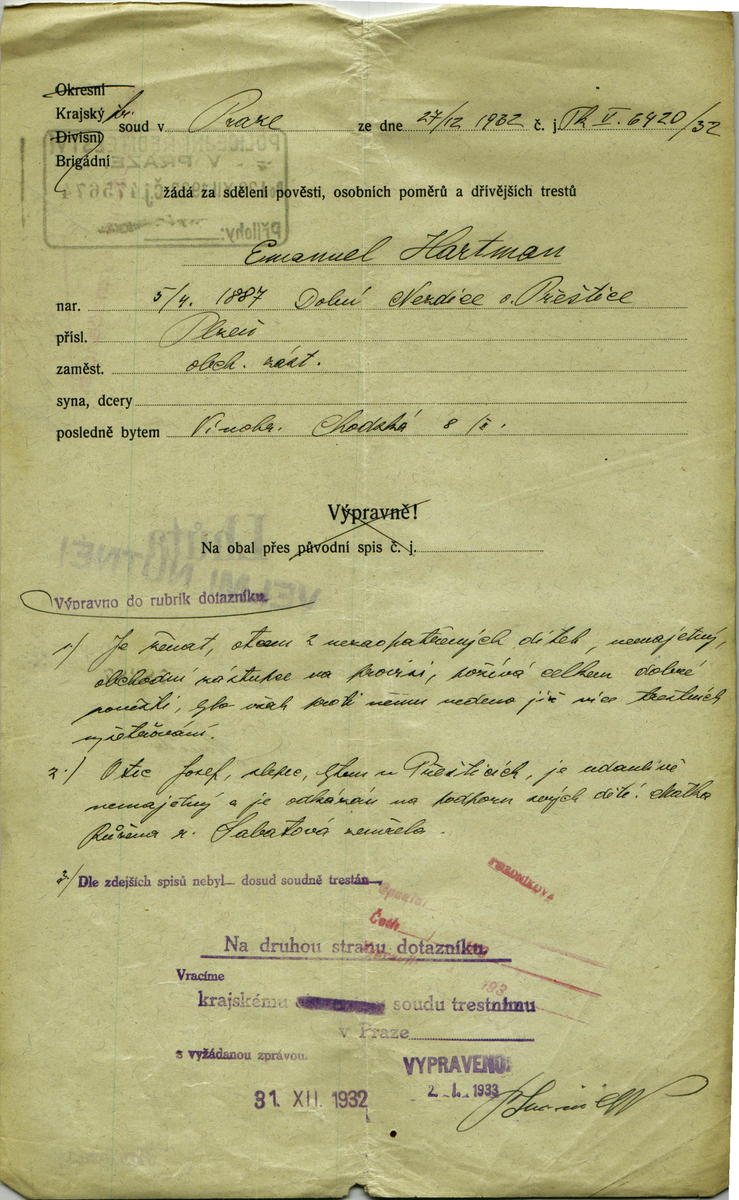 Okresní
Krajský tr.
Divisní
Brigádní
soud v Praze ze dne 27/12 1932 č. j. Tk V. 6420/32
žádá za sdělení pověsti, osobních poměrů a dřívějších trestů
Emanuel Hartman
nar. 5/4. 1887 Dolní Nezdice o. Přeštice
přísl. Plzeň
zaměst. obch. zást.
syna, dcery
posledně bytem Vinohr. Chodská 8 /II.
Výpravně!
Na obal přes původní spis č. j.
Výpravno do rubrik dotazníku.
1/) Je ženat, otcem 2 nezaopatřených dítek, nemajetný,
obchodní zástupce na provisi, požívá celkem dobré
pověsti, bylo však proti němu vedeno již více trestních
vyšetřování.
2./) Otec Josef, slepec, bytem v Přešticích, je udánlivě
nemajetný a je odkázán na podporu svých dětí. Matka
Růžena r. Sabatová zemřela.
3/) Dle zdejších spisů nebyl dosud soudně trestán
Na druhou stranu dotazníku.
Vracíme
krajskému soudu trestnímu
v Praze
s vyžádanou zprávou.
VYPRAVENO:
31. XII. 1932
2. I. 1933